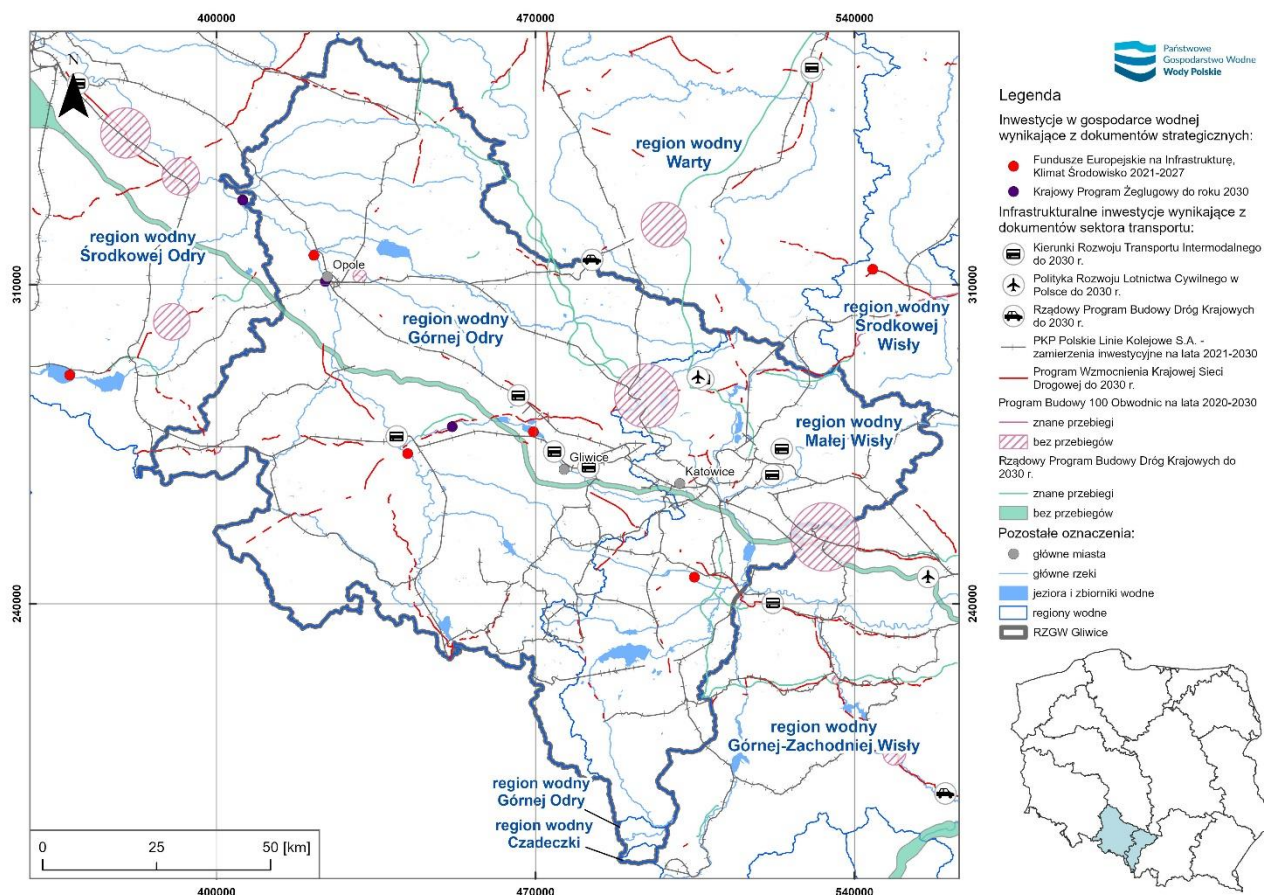 400000
470000
540000
N
310000
240000
region wodny
Warty
region wodny
Środkowej Odry
Opole
region wodny
Górnej Odry
region wodny
Środkowej
Wisły
310000
region wodny
Małej Wisły
Gliwice
Katowice
240000
region wodny
Górnej-Zachodniej Wisły
region wodny
Górnej Odry
region wodny
Czadeczki
0
25
50 [km]
400000
470000
540000
Państwowe
Gospodarstwo Wodne
Wody Polskie
Legenda
Inwestycje w gospodarce wodnej
wynikające z dokumentów strategicznych:
Fundusze Europejskie na Infrastrukturę,
Klimat Środowisko 2021-2027
Krajowy Program Żeglugowy do roku 2030
Infrastrukturalne inwestycje wynikające z
dokumentów sektora transportu:
Kierunki Rozwoju Transportu Intermodalnego
do 2030 r.
Polityka Rozwoju Lotnictwa Cywilnego w
Polsce do 2030 r.
Rządowy Program Budowy Dróg Krajowych
do 2030 r.
PKP Polskie Linie Kolejowe S.A. -
zamierzenia inwestycyjne na lata 2021-2030
Program Wzmocnienia Krajowej Sieci
Drogowej do 2030 r.
Program Budowy 100 Obwodnic na lata 2020-2030
znane przebiegi
bez przebiegów
Rządowy Program Budowy Dróg Krajowych do
2030 r.
znane przebiegi
bez przebiegów
Pozostałe oznaczenia:
główne miasta
główne rzeki
jeziora i zbiorniki wodne
regiony wodne
RZGW Gliwice